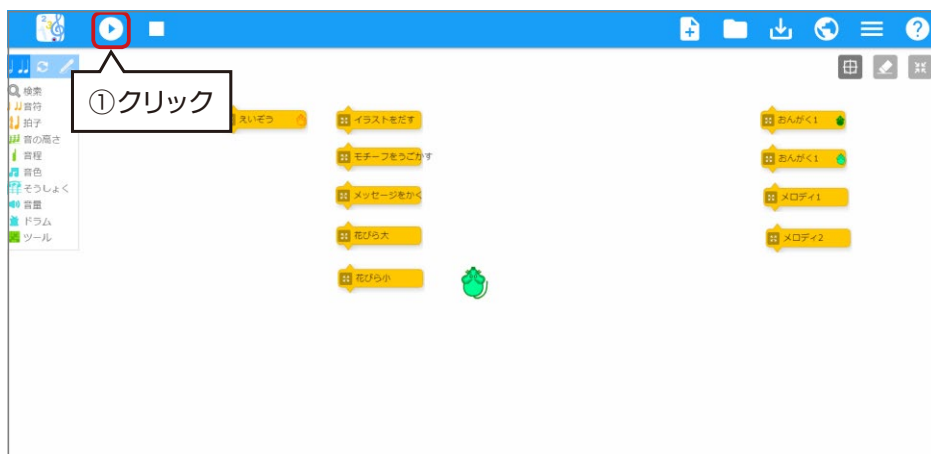 ①クリック
検索
音符
拍子
音の高さ
音程
音色
そうしょく
音量
ドラム
ツール
えいぞう
イラストをだす
モチーフをうごかす
メッセージをかく
花びら大
花びら小
おんがく1
おんがく1
メロディ1
メロディ2